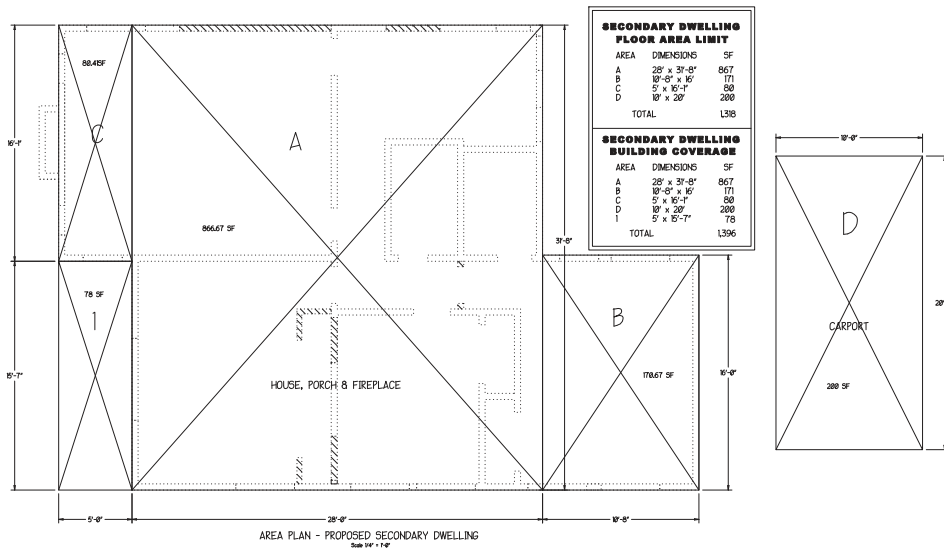 SECONDARY DWELLING
FLOOR AREA LIMIT
AREA DIMENSIONS SF
A 28' x 31'-8" 867
B 10'-8" x 16' 171
C 5' x 16'-1" 80
D 10' x 20' 200
TOTAL 1,318
SECONDARY DWELLING
BUILDING COVERAGE
AREA DIMENSIONS SF
A 28' x 31'-8" 867
B 10'-8" x 16' 171
C 5' x 16'-1" 80
D 10' x 20' 200
1 5' x 15'-7" 78
TOTAL 1,396
80.41SF
C
16'-1"
A
866.67 SF
31'-8"
78 SF
1
15'-7"
HOUSE, PORCH & FIREPLACE
B
170.67 SF
16'-0"
10'-0"
D
CARPORT
200 SF
20'
5'-0"
28'-0"
10'-8"
AREA PLAN - PROPOSED SECONDARY DWELLING
Scale 1/4" = 1'-0"